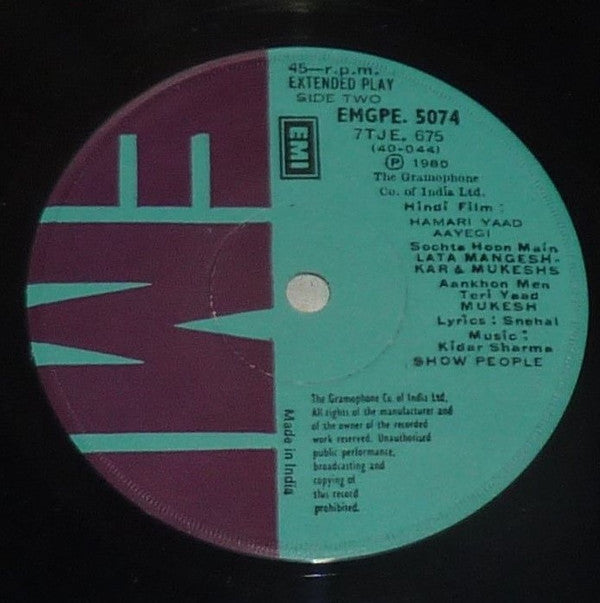 45—r.p.m.
EXTENDED PLAY
SIDE TWO
EMGPE. 5074
7TJE. 675
(40-044)
Ⓟ 1980
The Gramophone
Co. of India Ltd.
Hindi Film :
HAMARI YAAD
AAYEGI
Sochta Hoon Main
LATA MANGESH-
KAR & MUKESHS
Aankhon Men
Teri Yaad
MUKESH
Lyrics : Snehal
Music :
Kidar Sharma
SHOW PEOPLE
EMI
EMI
The Gramophone Co. of India Ltd.
All rights of the manufacturer and
of the owner of the recorded
work reserved. Unauthorised
public performance,
broadcasting and
copying of
this record
prohibited.
Made in India